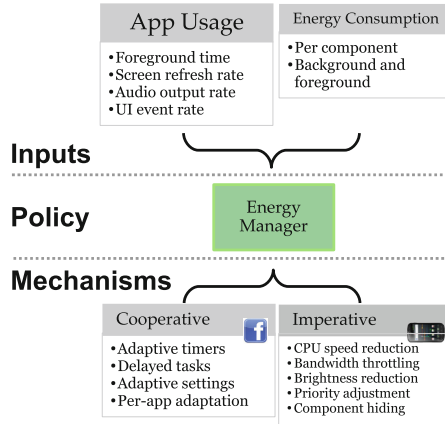 App Usage
• Foreground time
• Screen refresh rate
• Audio output rate
• UI event rate
Energy Consumption
• Per component
• Background and
foreground
Inputs
Policy
Energy
Manager
Mechanisms
Cooperative
f
• Adaptive timers
• Delayed tasks
• Adaptive settings
• Per-app adaptation
Imperative
• CPU speed reduction
• Bandwidth throttling
• Brightness reduction
• Priority adjustment
• Component hiding